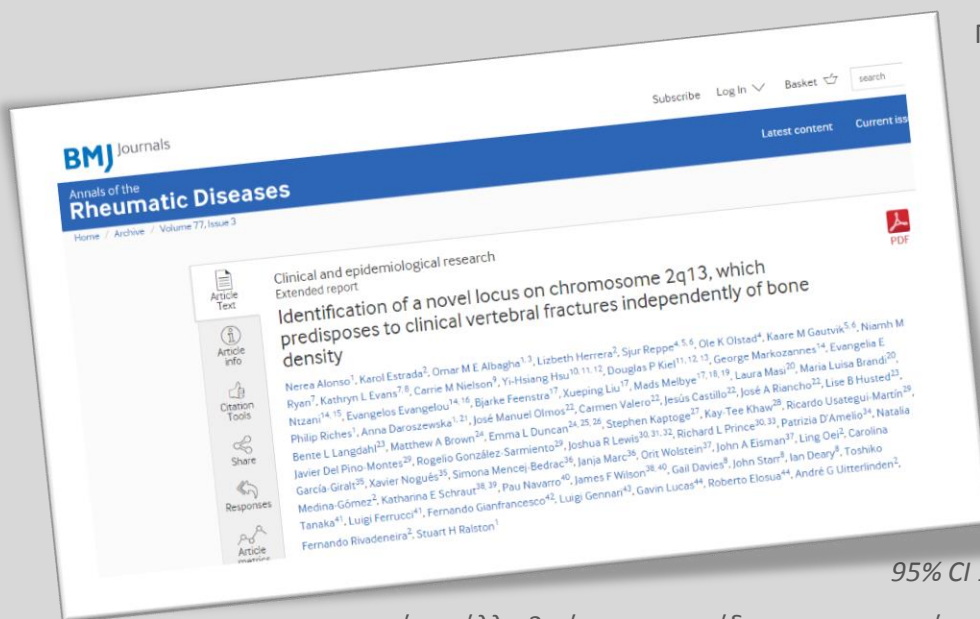 Subscribe Log In Basket search
BMJ Journals
Latest content Current iss
Annals of the
Rheumatic Diseases
Home / Archive / Volume 77, Issue 3
PDF
Article
Text
Article
info
Citation
Tools
Share
Responses
Article
metrics
Clinical and epidemiological research
Extended report
Identification of a novel locus on chromosome 2q13, which
predisposes to clinical vertebral fractures independently of bone
density
Nerea Alonso1, Karol Estrada2, Omar M E Albagha1,3, Lizbeth Herrera2, Sjur Reppe4,5,6, Ole K Olstad4, Kaare M Gautvik5,6, Niamh M
Ryan7, Kathryn L Evans7,8, Carrie M Nielson9, Yi-Hsiang Hsu10,11,12, Douglas P Kiel11,12,13, George Markozannes14, Evangelia E
Ntzani14,15, Evangelos Evangelou14,16, Bjarke Feenstra17, Xueping Liu17, Mads Melbye17,18,19, Laura Masi20, Maria Luisa Brandi20,
Philip Riches1, Anna Daroszewska1,21, José Manuel Olmos22, Carmen Valero22, Jesús Castillo22, José A Riancho22, Lise B Husted23,
Bente L Langdahl23, Matthew A Brown24, Emma L Duncan24,25,26, Stephen Kaptoge27, Kay-Tee Khaw28, Ricardo Usategui-Martín29,
Javier Del Pino-Montes29, Rogelio González-Sarmiento29, Joshua R Lewis30,31,32, Richard L Prince30,33, Patrizia D'Amelio34, Natalia
García-Giralt35, Xavier Nogués35, Simona Mencej-Bedrac36, Janja Marc36, Orit Wolstein37, John A Eisman37, Ling Oei2, Carolina
Medina-Gómez2, Katharina E Schraut38,39, Pau Navarro40, James F Wilson38,40, Gail Davies8, John Starr8, Ian Deary8, Toshiko
Tanaka41, Luigi Ferrucci41, Fernando Gianfrancesco42, Luigi Gennari43, Gavin Lucas44, Roberto Elosua44, André G Uitterlinden2,
Fernando Rivadeneira2, Stuart H Ralston1
95% CI